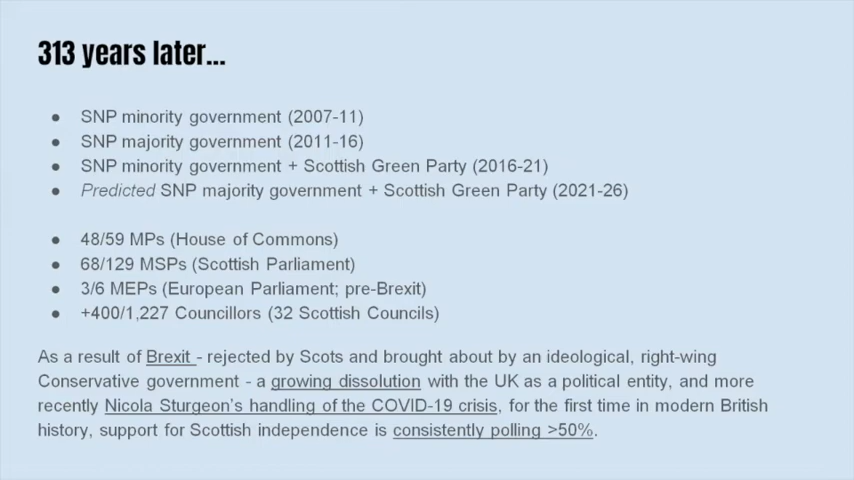 313 years later...
● SNP minority government (2007-11)
● SNP majority government (2011-16)
● SNP minority government + Scottish Green Party (2016-21)
● Predicted SNP majority government + Scottish Green Party (2021-26)
● 48/59 MPs (House of Commons)
● 68/129 MSPs (Scottish Parliament)
● 3/6 MEPs (European Parliament; pre-Brexit)
● +400/1,227 Councillors (32 Scottish Councils)
As a result of Brexit - rejected by Scots and brought about by an ideological, right-wing
Conservative government - a growing dissolution with the UK as a political entity, and more
recently Nicola Sturgeon's handling of the COVID-19 crisis, for the first time in modern British
history, support for Scottish independence is consistently polling >50%.